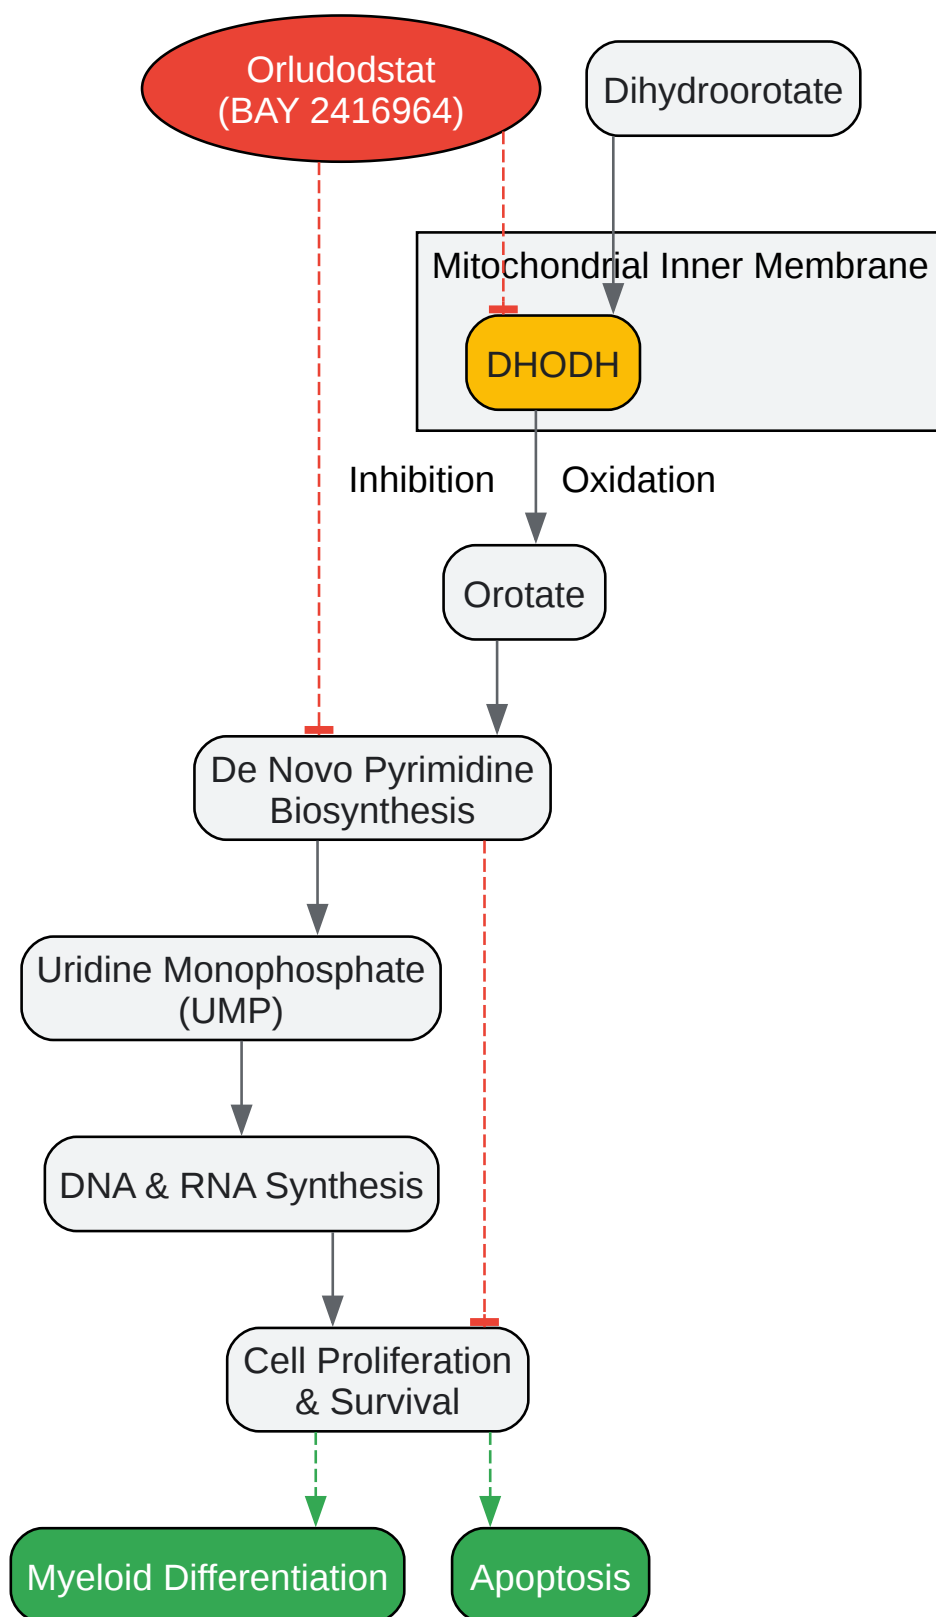 Orludodstat
(BAY 2416964)
Dihydroorotate
Mitochondrial Inner Membrane
DHODH
Inhibition
Oxidation
Orotate
De Novo Pyrimidine
Biosynthesis
Uridine Monophosphate
(UMP)
DNA & RNA Synthesis
Cell Proliferation
& Survival
Myeloid Differentiation
Apoptosis